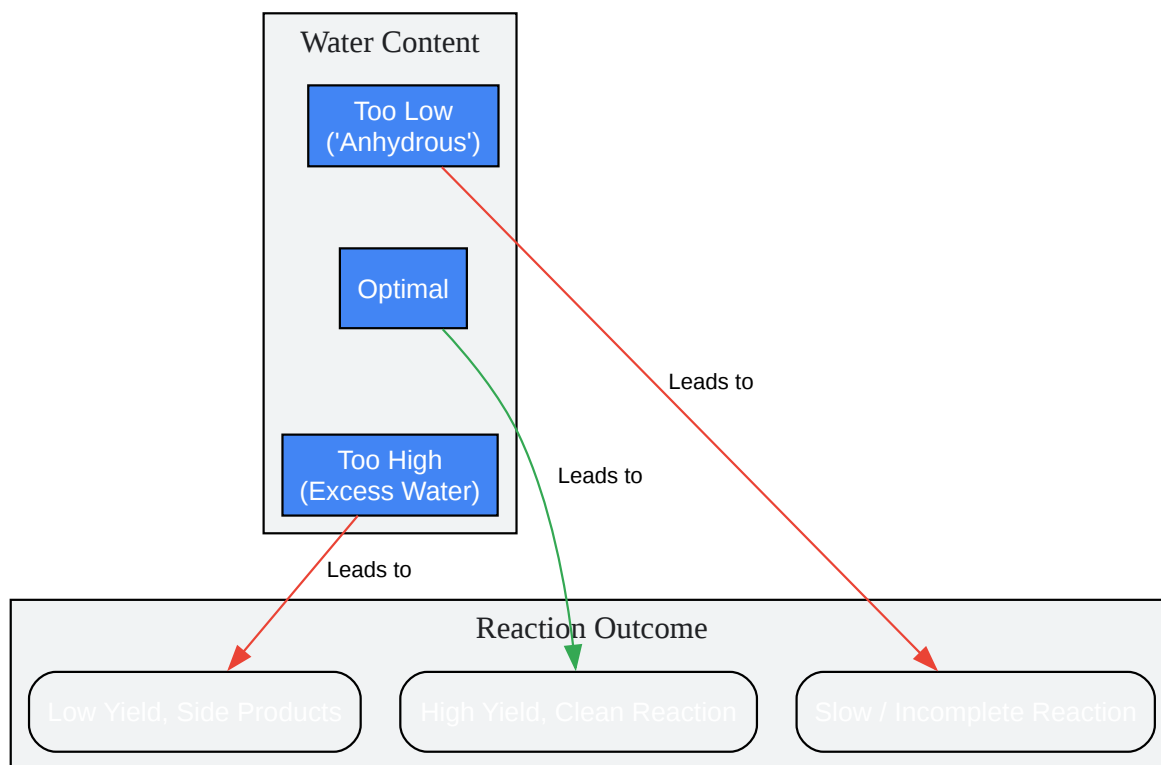 Water Content
Too Low
('Anhydrous')
Optimal
Leads to
Too High
(Excess Water)
Leads to
Leads to
Reaction Outcome
Low Yield, Side Products
High Yield, Clean Reaction
Slow / Incomplete Reaction